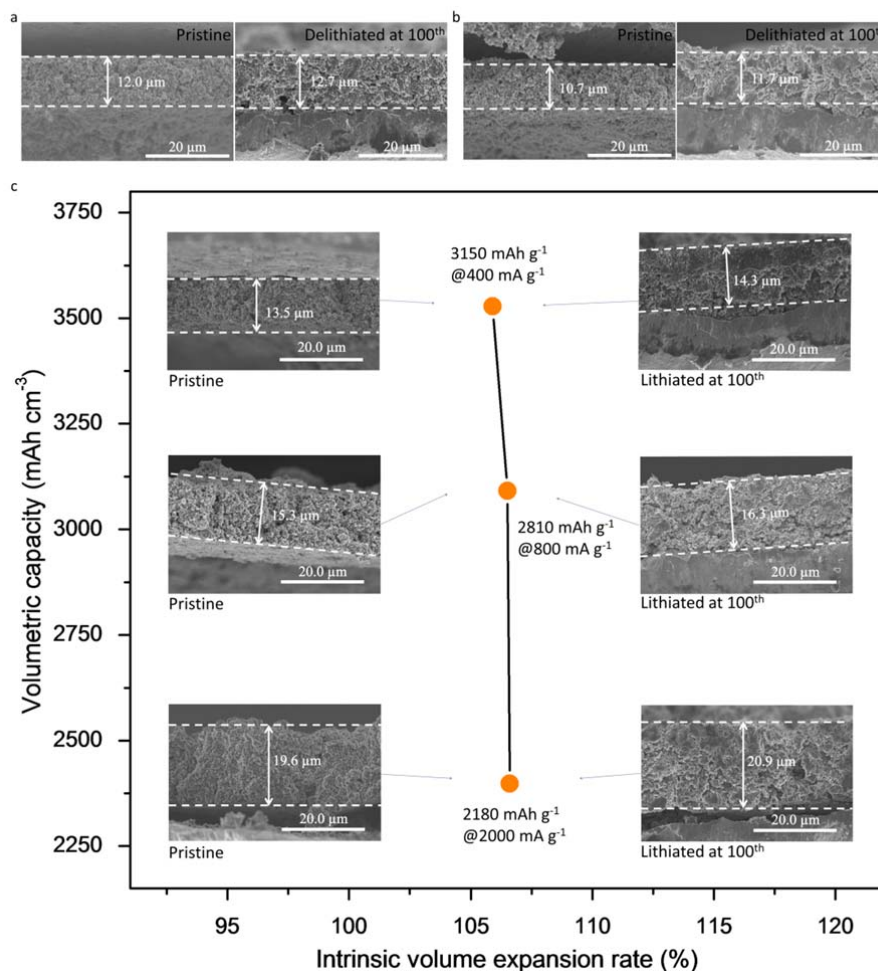 a
Pristine
Delithiated at 100th
12.0 µm
12.7 µm
20 µm
20 µm
b
Pristine
Delithiated at 100t
10.7 µm
11.7 µm
20 µm
20 µm
c
Volumetric capacity (mAh cm-3)
3750
3500
3250
3000
2750
2500
2250
13.5 µm
20.0 µm
Pristine
3150 mAh g-1
@400 mA g-1
14.3 µm
20.0 µm
Lithiated at 100th
15.3 µm
20.0 µm
Pristine
2810 mAh g-1
@800 mA g-1
16.3 µm
20.0 µm
Lithiated at 100th
19.6 µm
20.0 µm
Pristine
2180 mAh g-1
@2000 mA g-1
20.9 µm
20.0 µm
Lithiated at 100th
95
100
105
110
115
120
Intrinsic volume expansion rate (%)